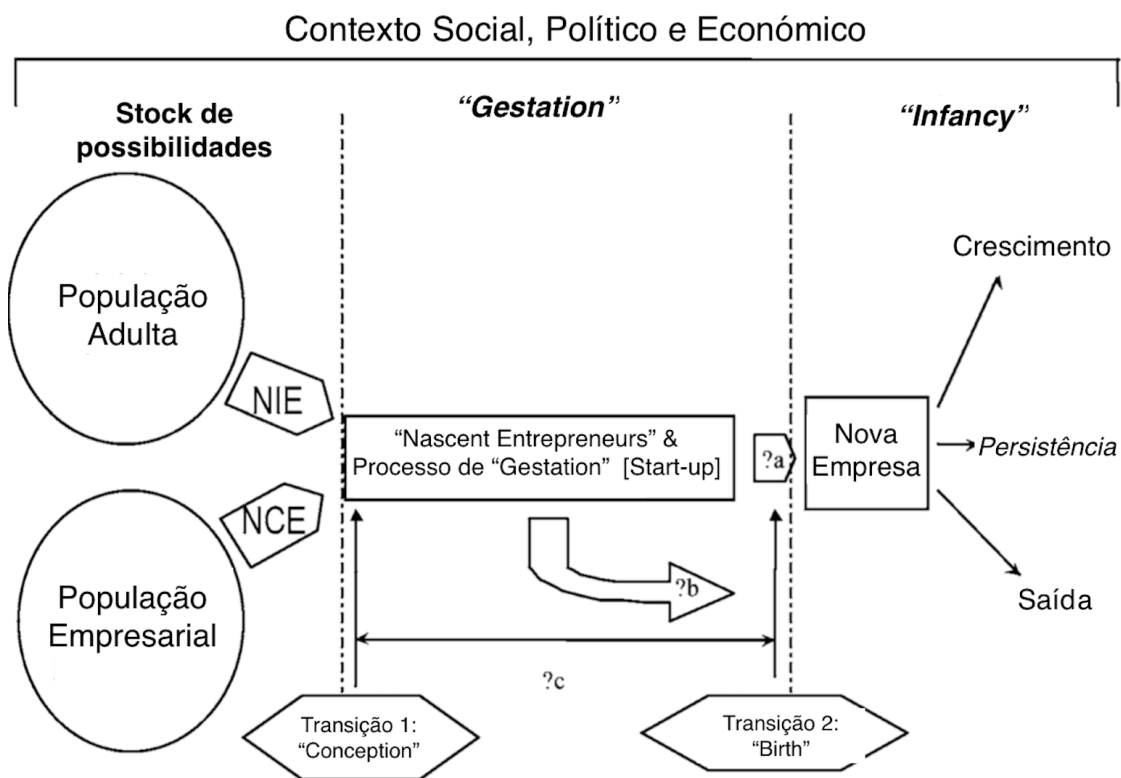 Contexto Social, Político e Económico
Stock de
possibilidades
“Gestation”
“Infancy”
População
Adulta
NIE
NCE
População
Empresarial
“Nascent Entrepreneurs” &
Processo de “Gestation” [Start-up]
?a
?b
?c
Nova
Empresa
Crescimento
Persistência
Saída
Transição 1:
“Conception”
Transição 2:
“Birth”